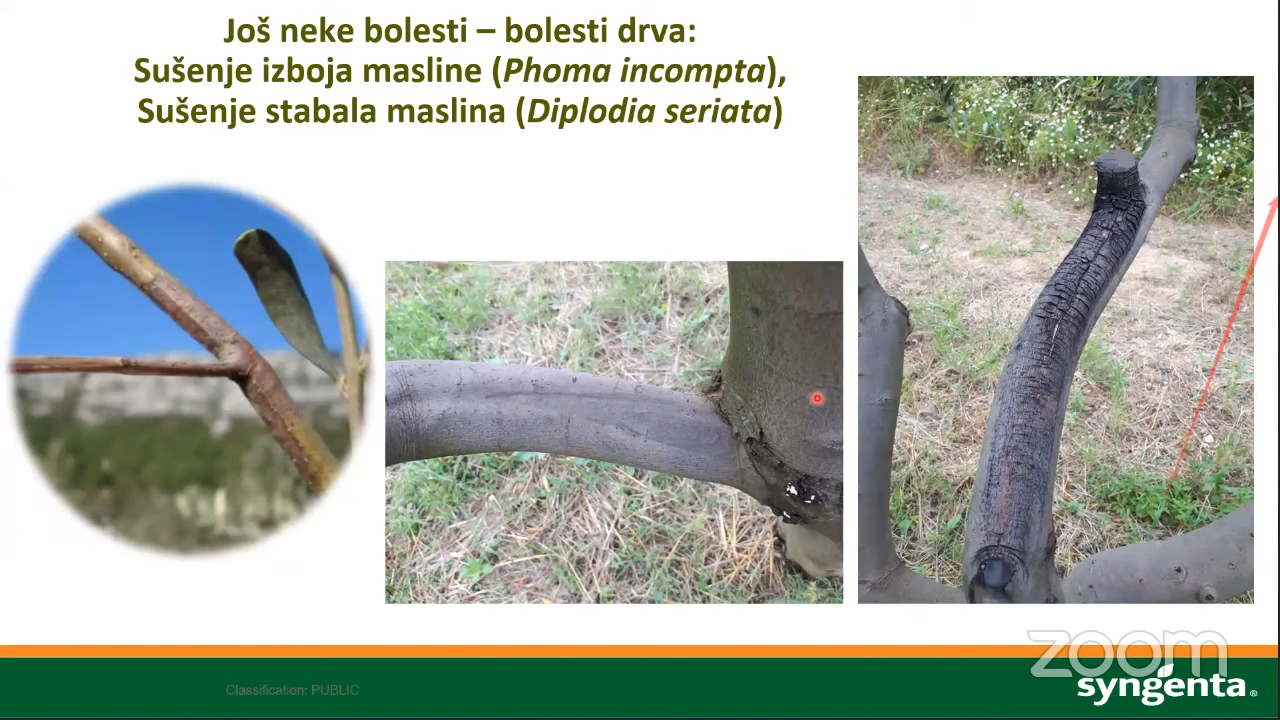 Još neke bolesti – bolesti drva:
Sušenje izboja masline (Phoma incompta),
Sušenje stabala maslina (Diplodia seriata)
zoom
Classification: PUBLIC
syngenta®